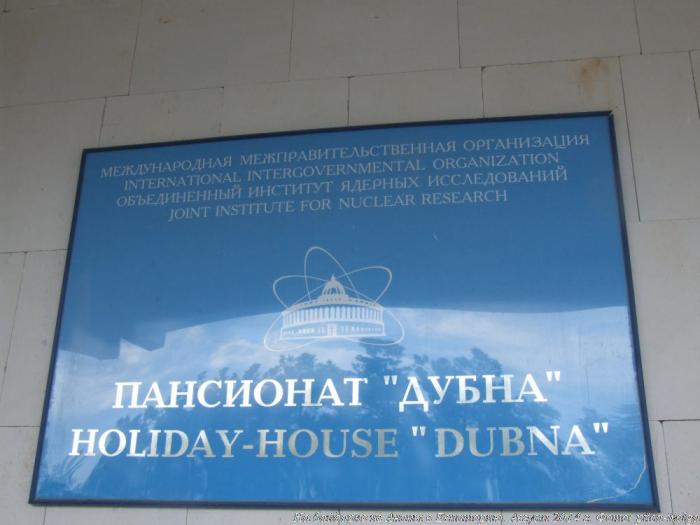 МЕЖДУНАРОДНАЯ МЕЖПРАВИТЕЛЬСТВЕННАЯ ОРГАНИЗАЦИЯ
INTERNATIONAL INTERGOVERNMENTAL ORGANIZATION
ОБЪЕДИНЕННЫЙ ИНСТИТУТ ЯДЕРНЫХ ИССЛЕДОВАНИЙ
JOINT INSTITUTE FOR NUCLEAR RESEARCH
ПАНСИОНАТ "ДУБНА"
HOLIDAY-HOUSE "DUBNA"